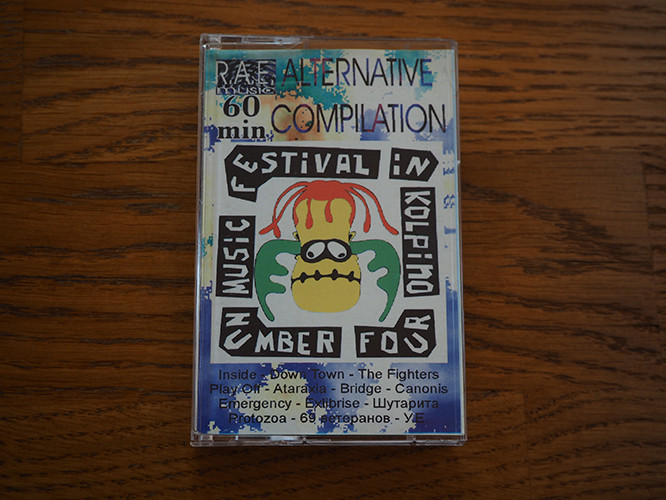 R.A.E.
music
60
min.
ALTERNATIVE
COMPILATION
MUSIC
FESTIVAL iN
KOLPiNO
NUMBER FOUR
Inside - Down Town - The Fighters
Play Off - Ataraxia - Bridge - Canonis
Emergency - Exlibrise - Шутарита
Protozoa - 69 ветеранов - У.Е.